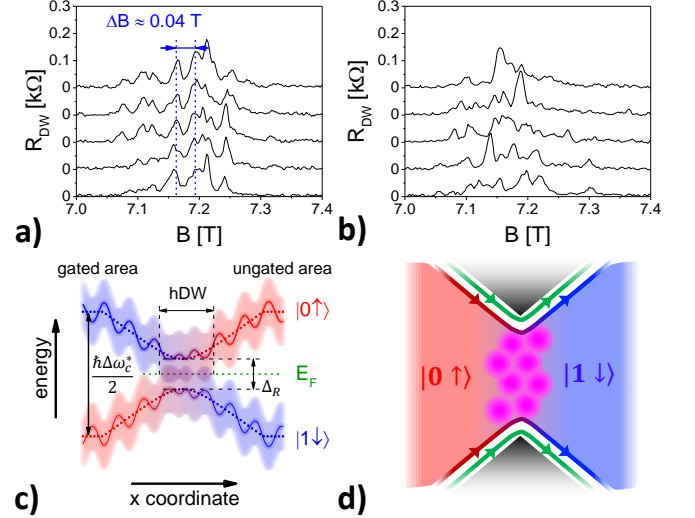 a)
ΔB ≈ 0.04 T
R_DW [kΩ]
0.3
0.2
0.1
0
0
0
0
0
7.0 7.1 7.2 7.3 7.4
B [T]
b)
R_DW [kΩ]
0.3
0.2
0.1
0
0
0
0
0
7.0 7.1 7.2 7.3 7.4
B [T]
c)
gated area
ungated area
hDW
|0↑⟩
ħΔω*_c
2
E_F
Δ_R
|1↓⟩
energy
x coordinate
d)
|0 ↑⟩
|1 ↓⟩